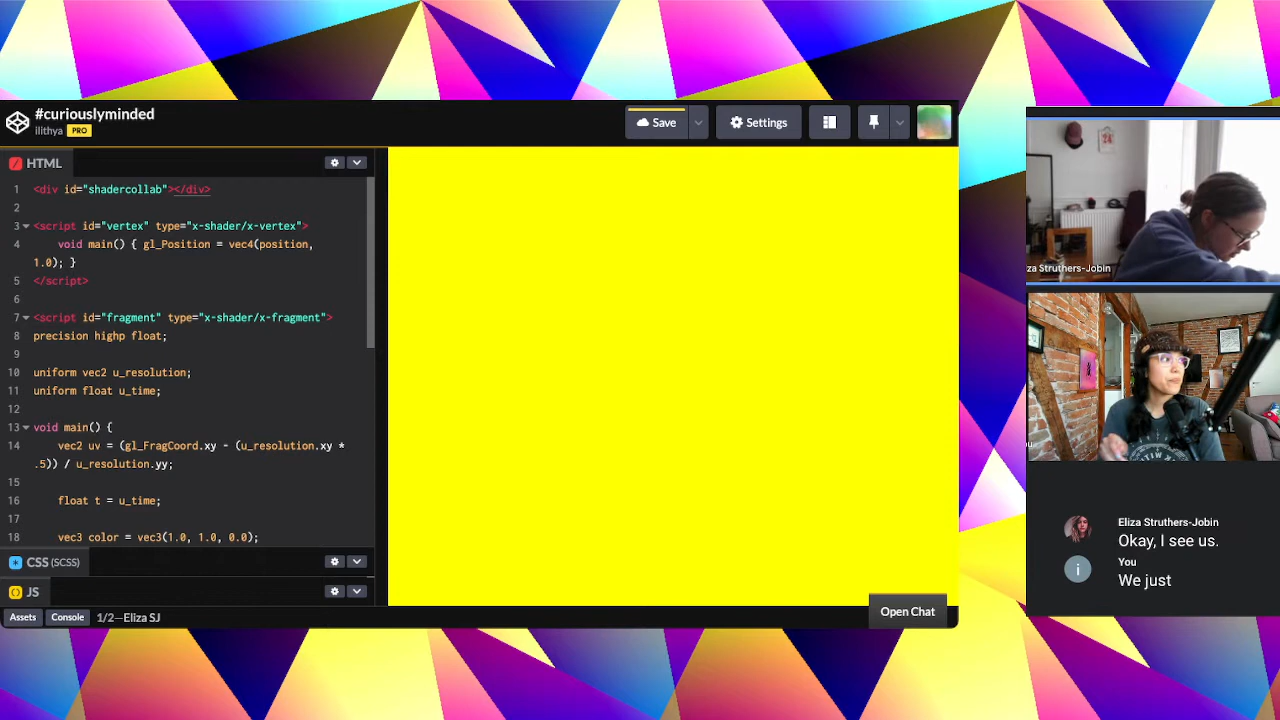 #curiouslyminded
ilithya PRO
Save
Settings
HTML
1 <div id="shadercollab"></div>
2
3 <script id="vertex" type="x-shader/x-vertex">
4 void main() { gl_Position = vec4(position,
1.0); }
5 </script>
6
7 <script id="fragment" type="x-shader/x-fragment">
8 precision highp float;
9
10 uniform vec2 u_resolution;
11 uniform float u_time;
12
13 void main() {
14 vec2 uv = (gl_FragCoord.xy - (u_resolution.xy *
.5)) / u_resolution.yy;
15
16 float t = u_time;
17
18 vec3 color = vec3(1.0, 1.0, 0.0);
CSS (SCSS)
JS
Assets
Console
1/2—Eliza SJ
Open Chat
za Struthers-Jobin
Eliza Struthers-Jobin
Okay, I see us.
i
You
We just